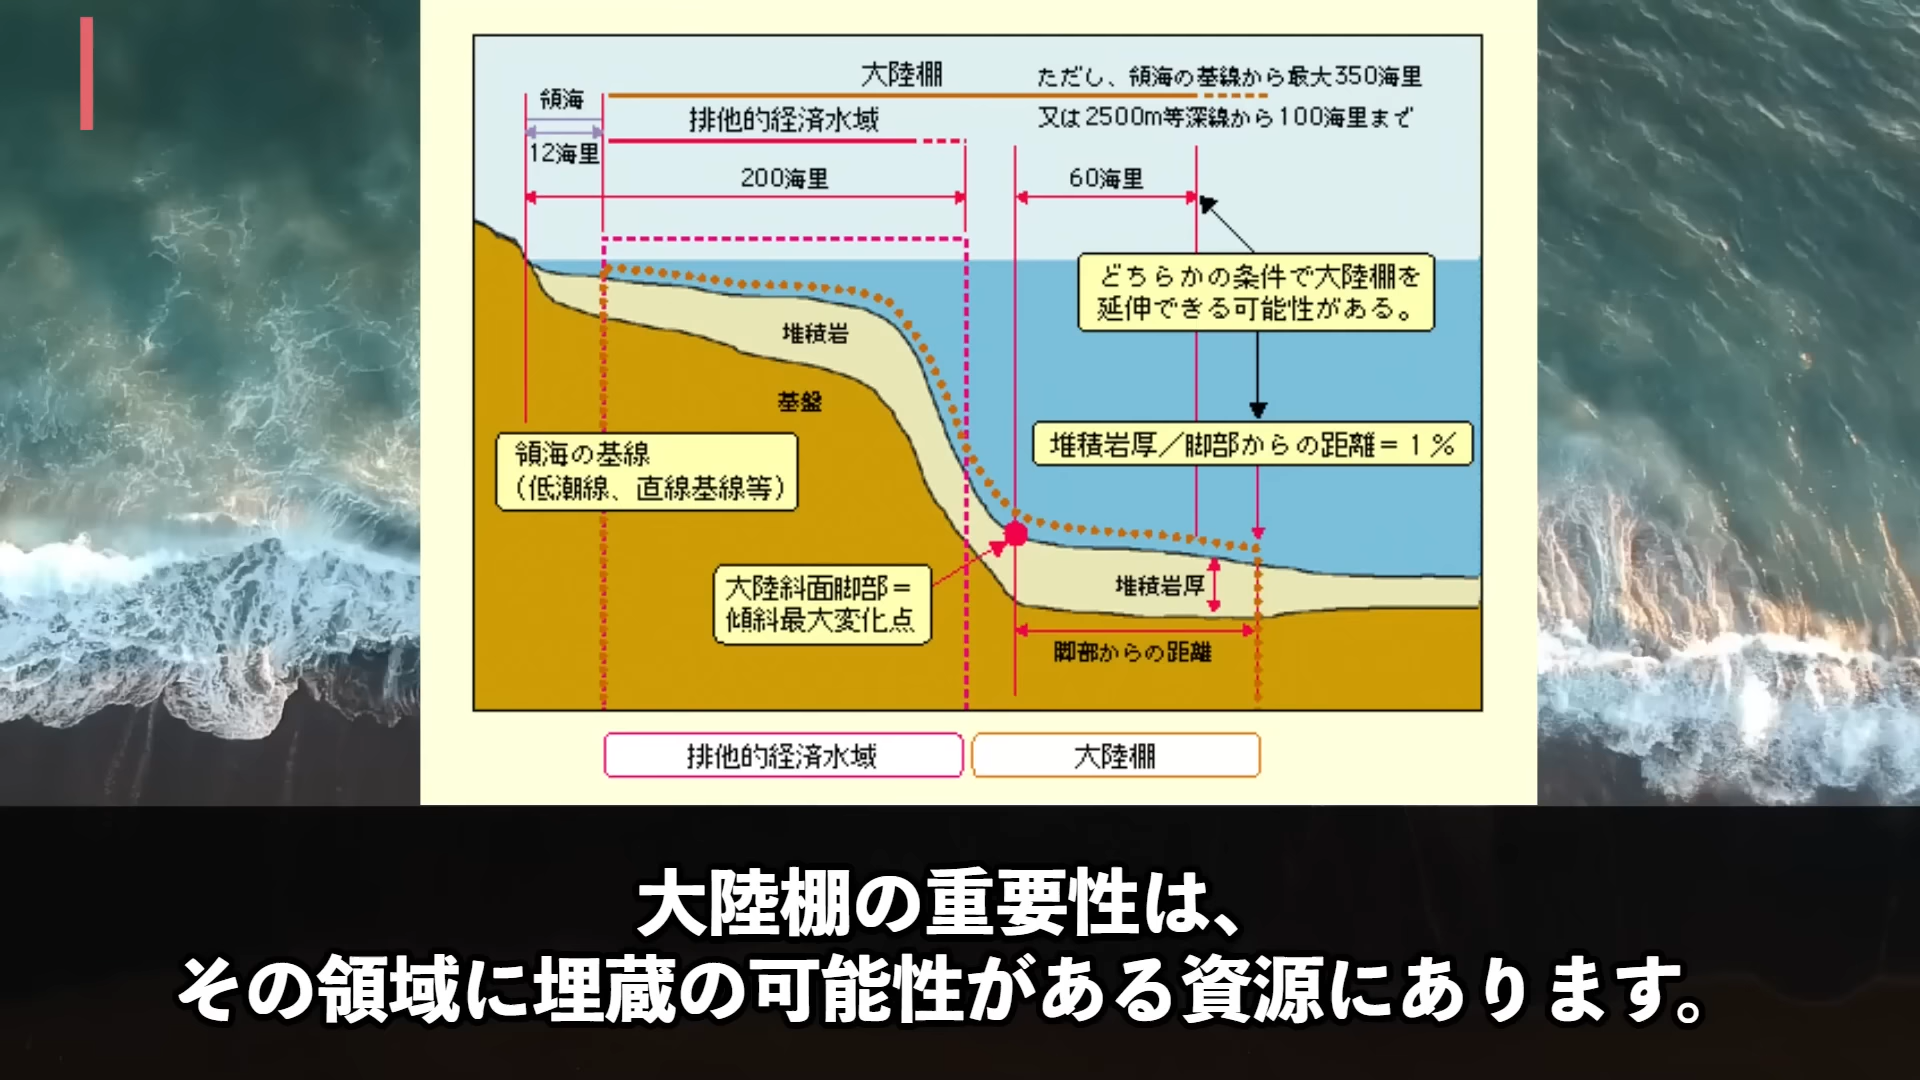 大陸棚
ただし、領海の基線から最大350海里
領海
排他的経済水域
又は2500m等深線から100海里まで
12海里
200海里
60海里
どちらかの条件で大陸棚を
延伸できる可能性がある。
堆積岩
基盤
堆積岩厚／脚部からの距離＝１％
領海の基線
（低潮線、直線基線等）
大陸斜面脚部＝
傾斜最大変化点
堆積岩厚
脚部からの距離
排他的経済水域
大陸棚
大陸棚の重要性は、
その領域に埋蔵の可能性がある資源にあります。